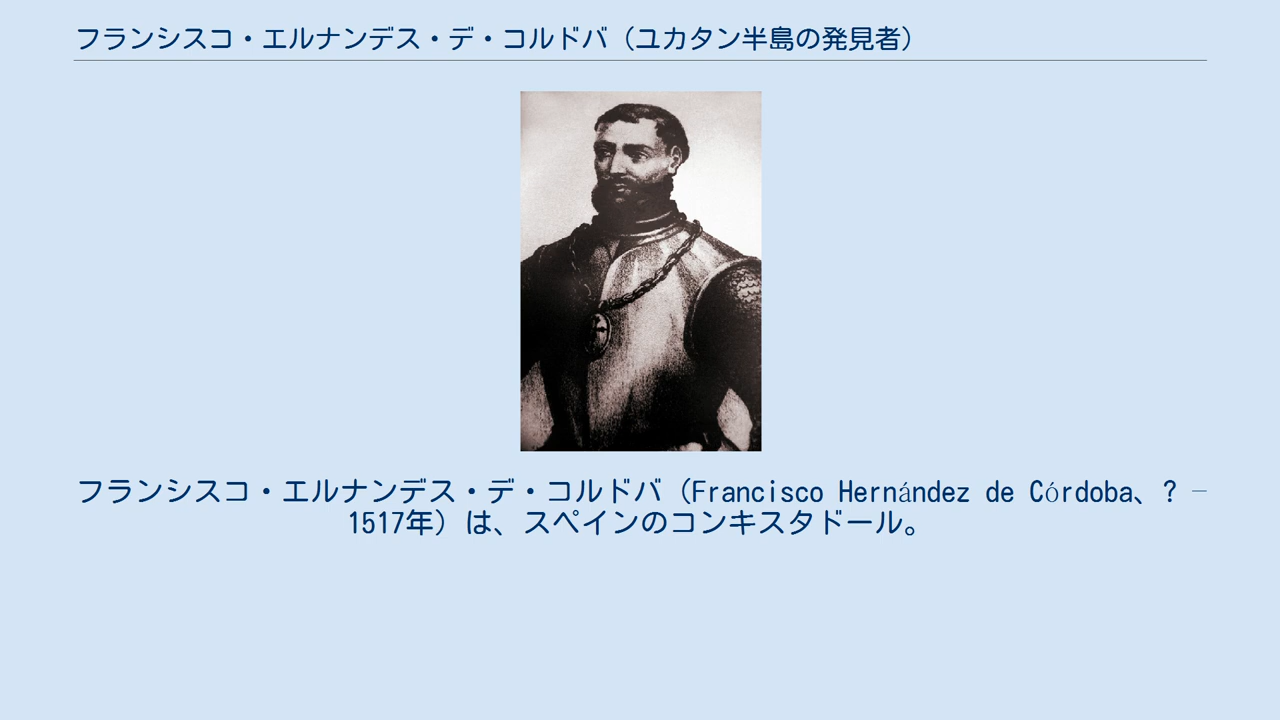 フランシスコ・エルナンデス・デ・コルドバ（ユカタン半島の発見者）
フランシスコ・エルナンデス・デ・コルドバ（Francisco Hernández de Córdoba、? –
1517年）は、スペインのコンキスタドール。